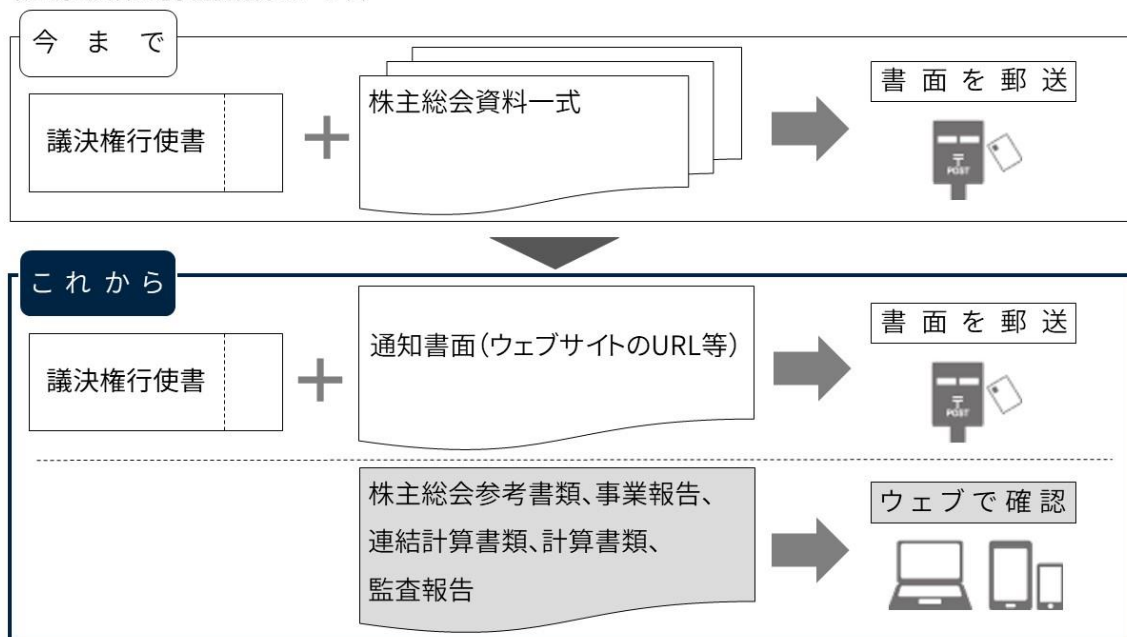 今まで
議決権行使書
株主総会資料一式
書面を郵送
〒
POST
これから
議決権行使書
通知書面(ウェブサイトのURL等)
書面を郵送
〒
POST
株主総会参考書類、事業報告、
連結計算書類、計算書類、
監査報告
ウェブで確認